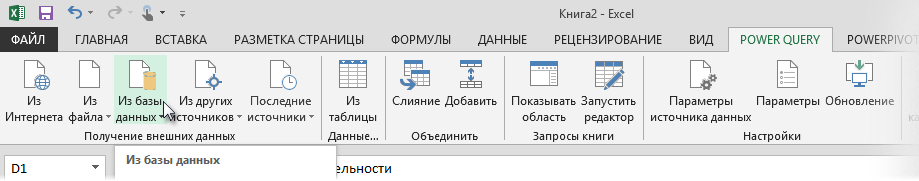 Книга2 - Excel
ФАЙЛ ГЛАВНАЯ ВСТАВКА РАЗМЕТКА СТРАНИЦЫ ФОРМУЛЫ ДАННЫЕ РЕЦЕНЗИРОВАНИЕ ВИД POWER QUERY POWERPIVOT
Из Интернета
Из файла
Из базы данных
Из других источников
Последние источники
Из таблицы
Слияние
Добавить
Показывать область
Запустить редактор
Параметры источника данных
Параметры
Обновление
Получение внешних данных Данные... Объединить Запросы книги Настройки
D1
Из базы данных
ельности